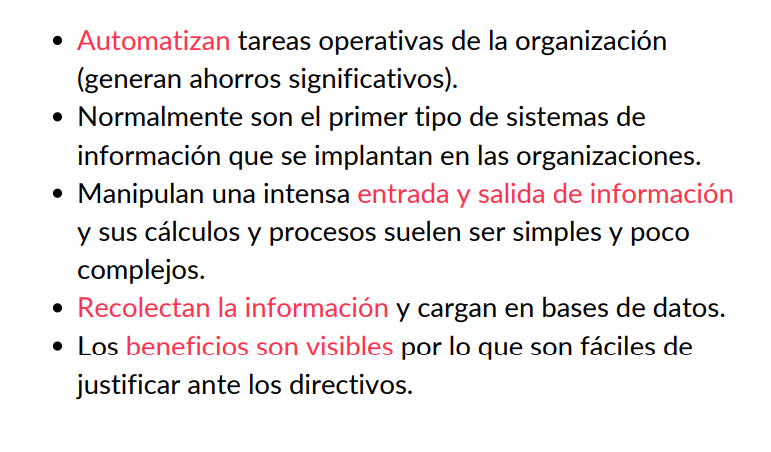 • Automatizan tareas operativas de la organización
(generan ahorros significativos).
• Normalmente son el primer tipo de sistemas de
información que se implantan en las organizaciones.
• Manipulan una intensa entrada y salida de información
y sus cálculos y procesos suelen ser simples y poco
complejos.
• Recolectan la información y cargan en bases de datos.
• Los beneficios son visibles por lo que son fáciles de
justificar ante los directivos.